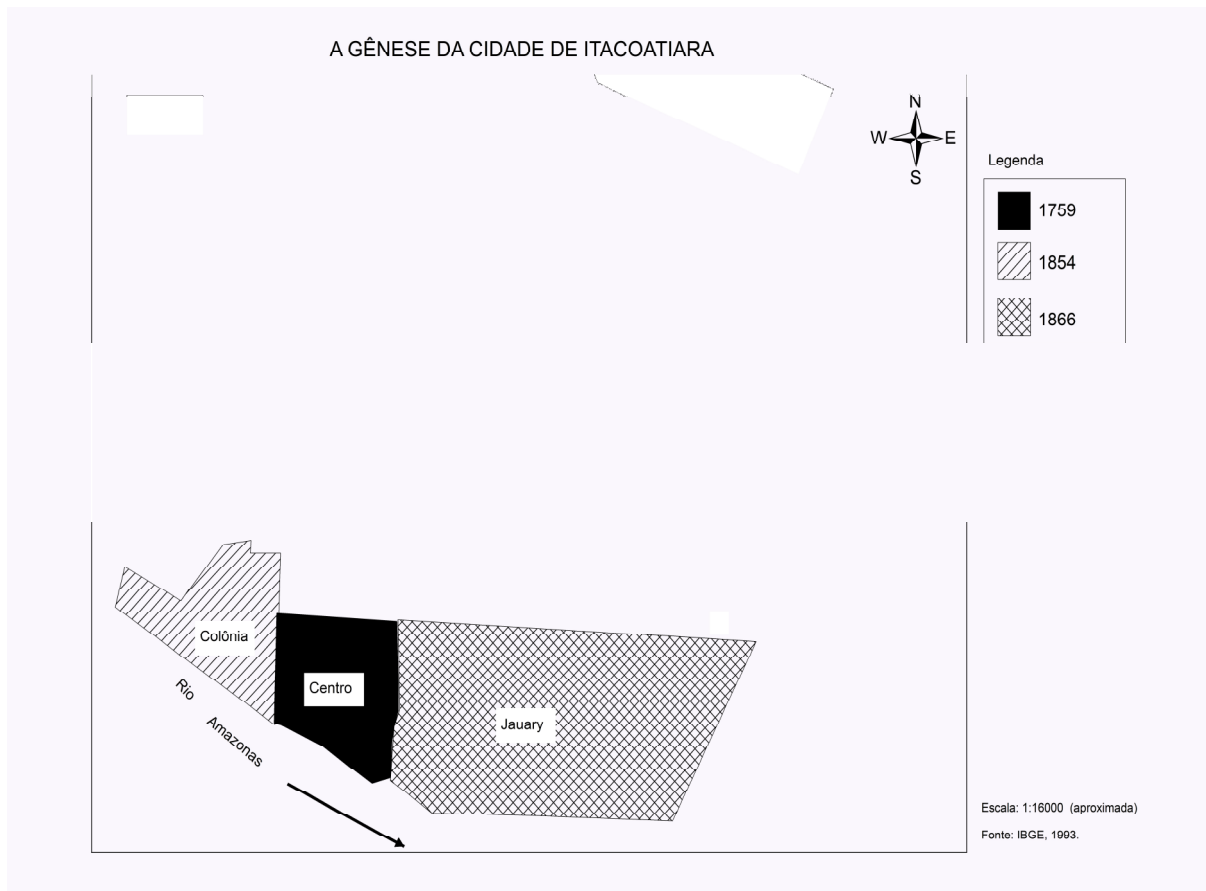 A GÊNESE DA CIDADE DE ITACOATIARA
N
W
E
S
Legenda
1759
1854
1866
Colônia
Centro
Jauary
Rio Amazonas
Escala: 1:16000 (aproximada)
Fonte: IBGE, 1993.